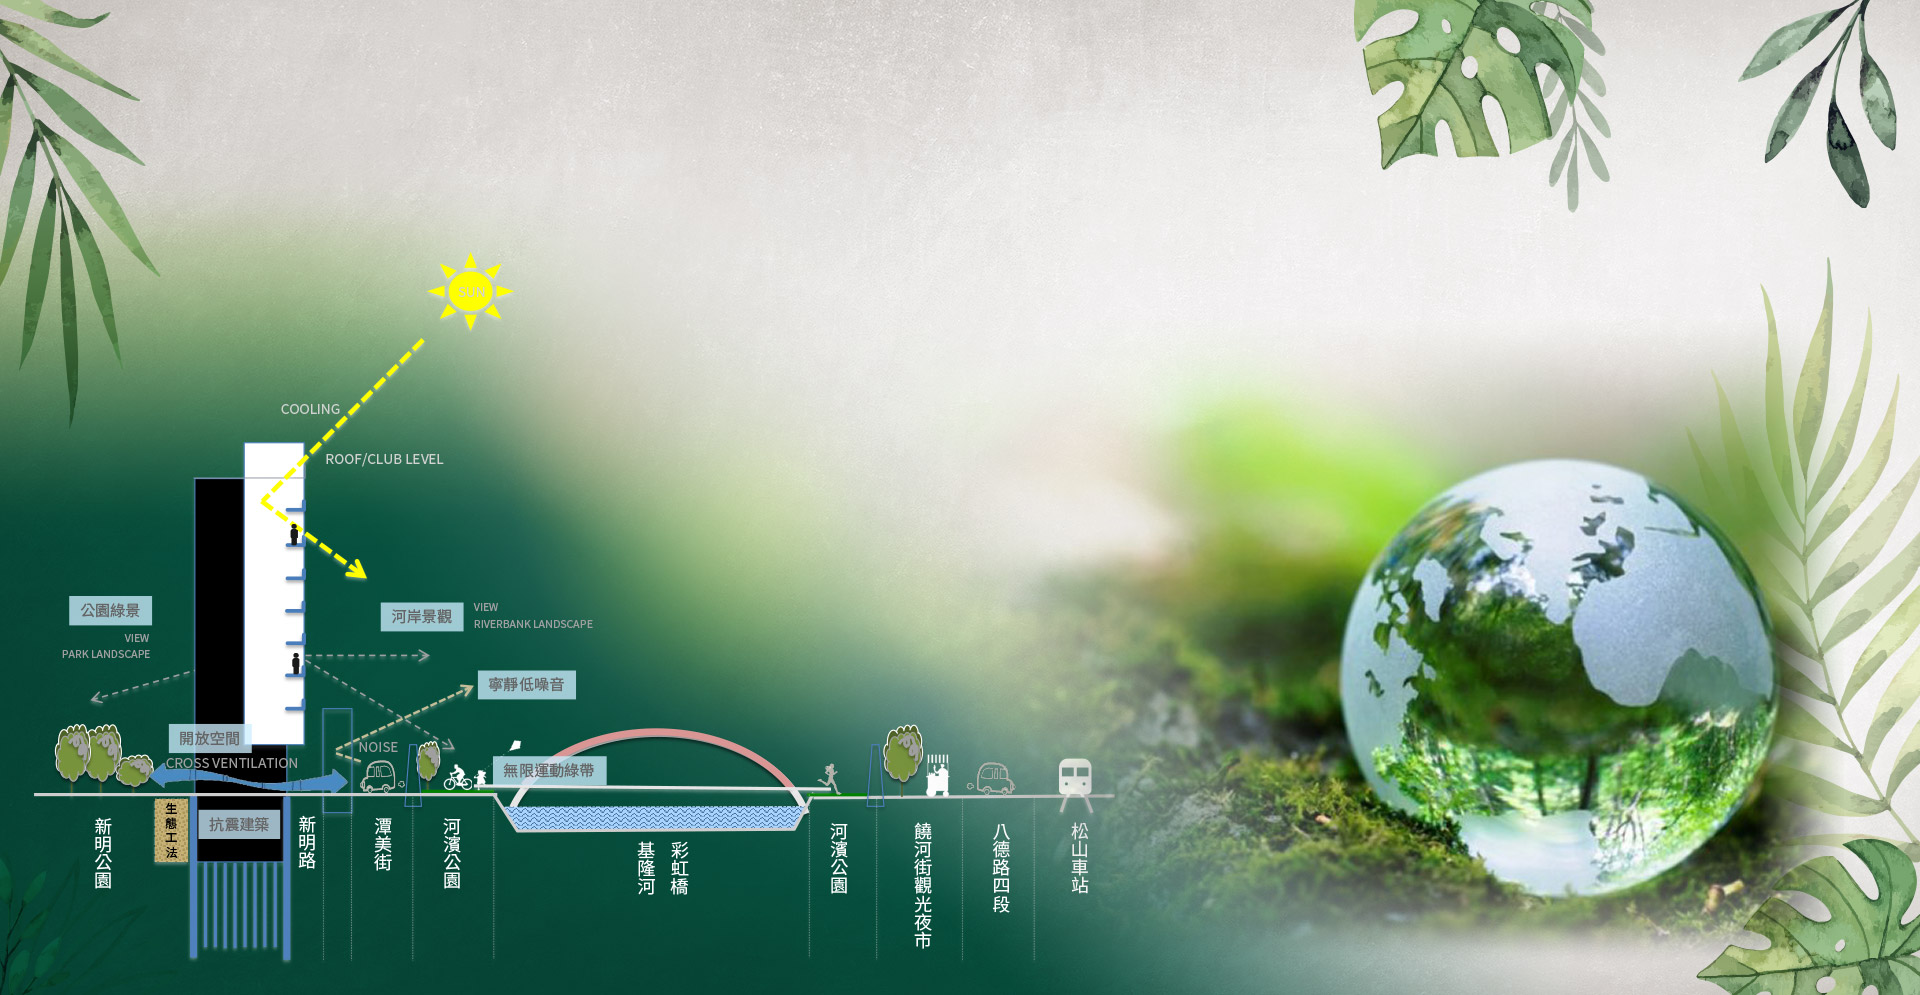 SUN
COOLING
ROOF/CLUB LEVEL
公園綠景
VIEW
PARK LANDSCAPE
河岸景觀
VIEW
RIVERBANK LANDSCAPE
寧靜低噪音
開放空間
CROSS VENTILATION
NOISE
無限運動綠帶
生態工法
抗震建築
新明公園
新明路
潭美街
河濱公園
基隆河
彩虹橋
河濱公園
饒河街觀光夜市
八德路四段
松山車站